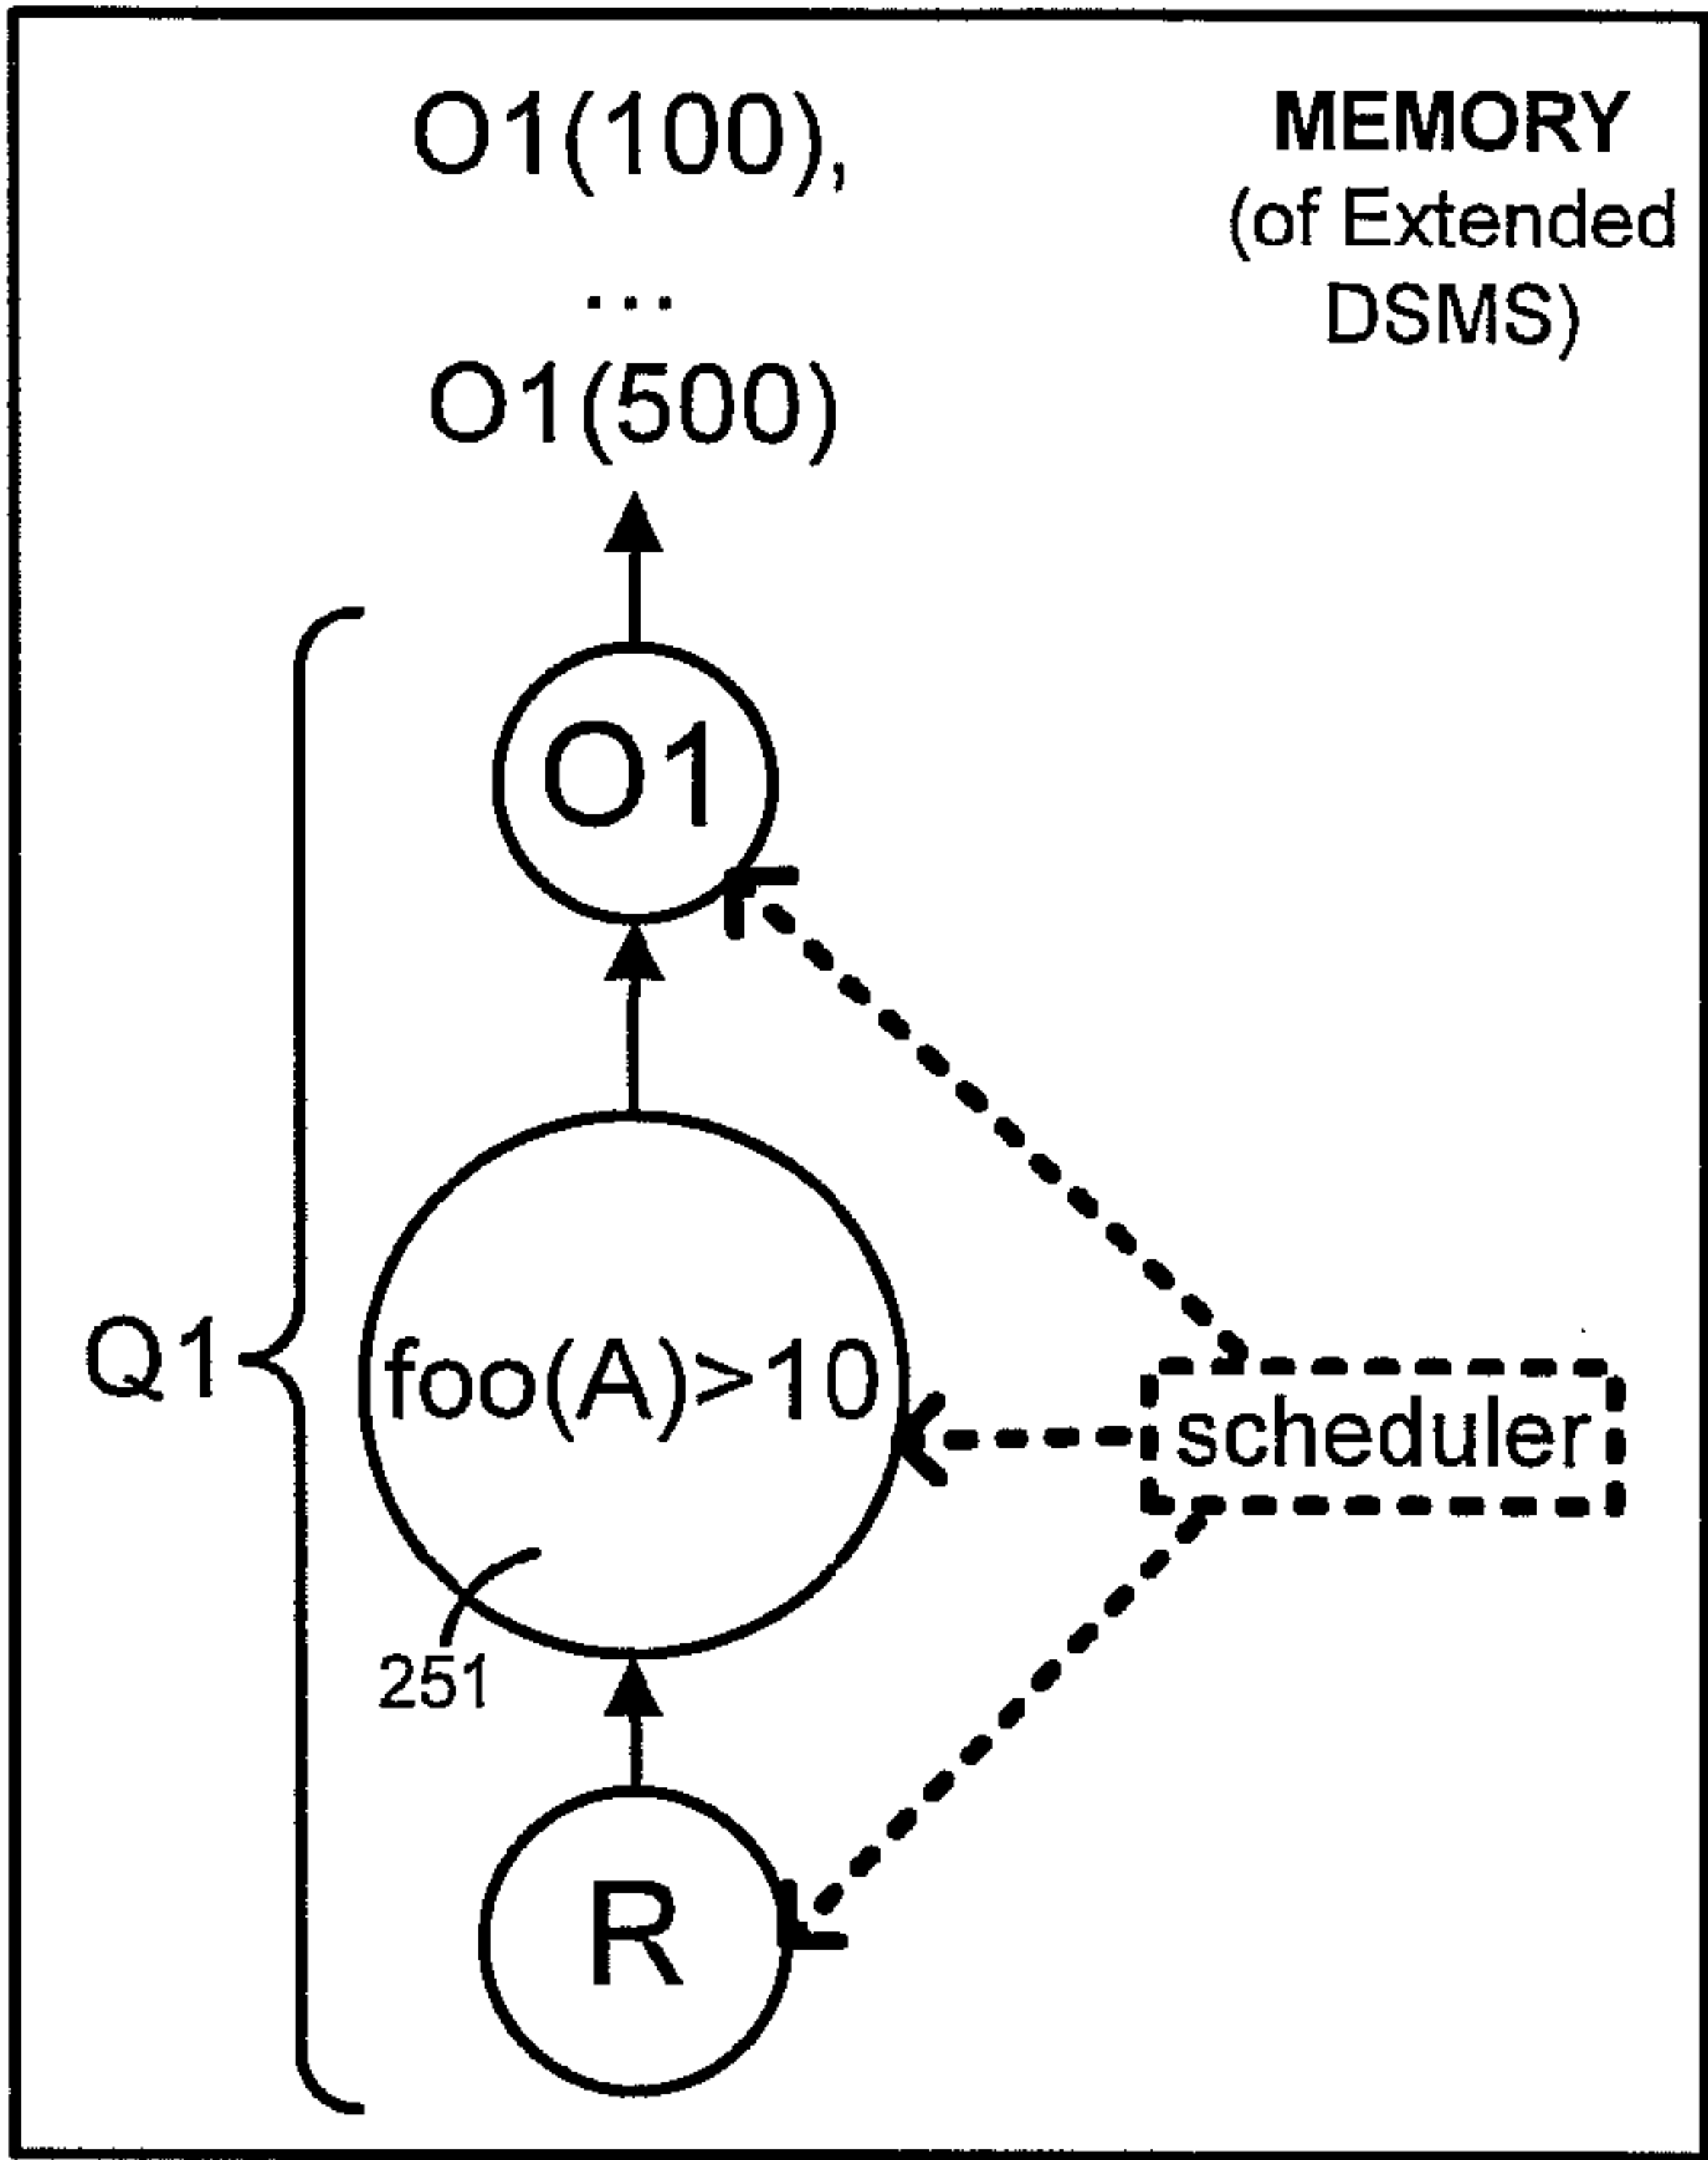 O1(100),
...
O1(500)
MEMORY
(of Extended
DSMS)
O1
Q1
foo(A)>10
scheduler
251
R